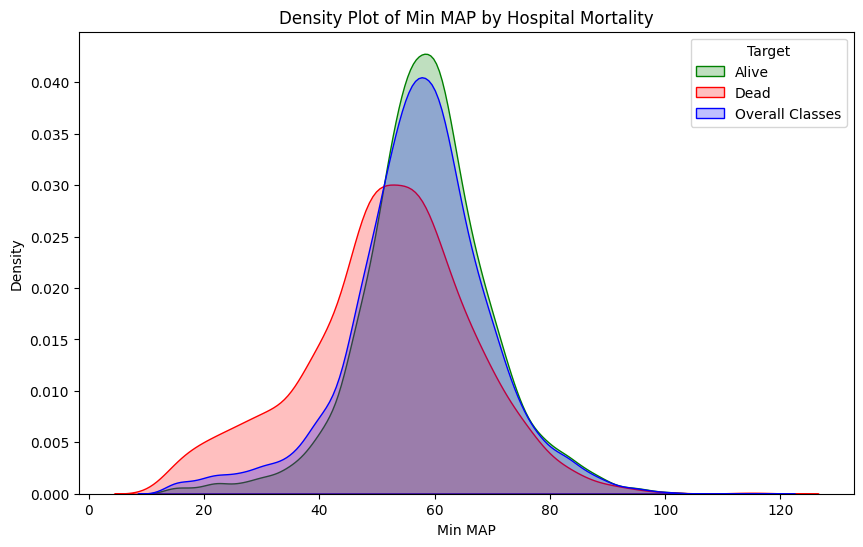 Density Plot of Min MAP by Hospital Mortality
Target
Alive
Dead
Overall Classes
Density
0.040
0.035
0.030
0.025
0.020
0.015
0.010
0.005
0.000
0
20
40
60
80
100
120
Min MAP